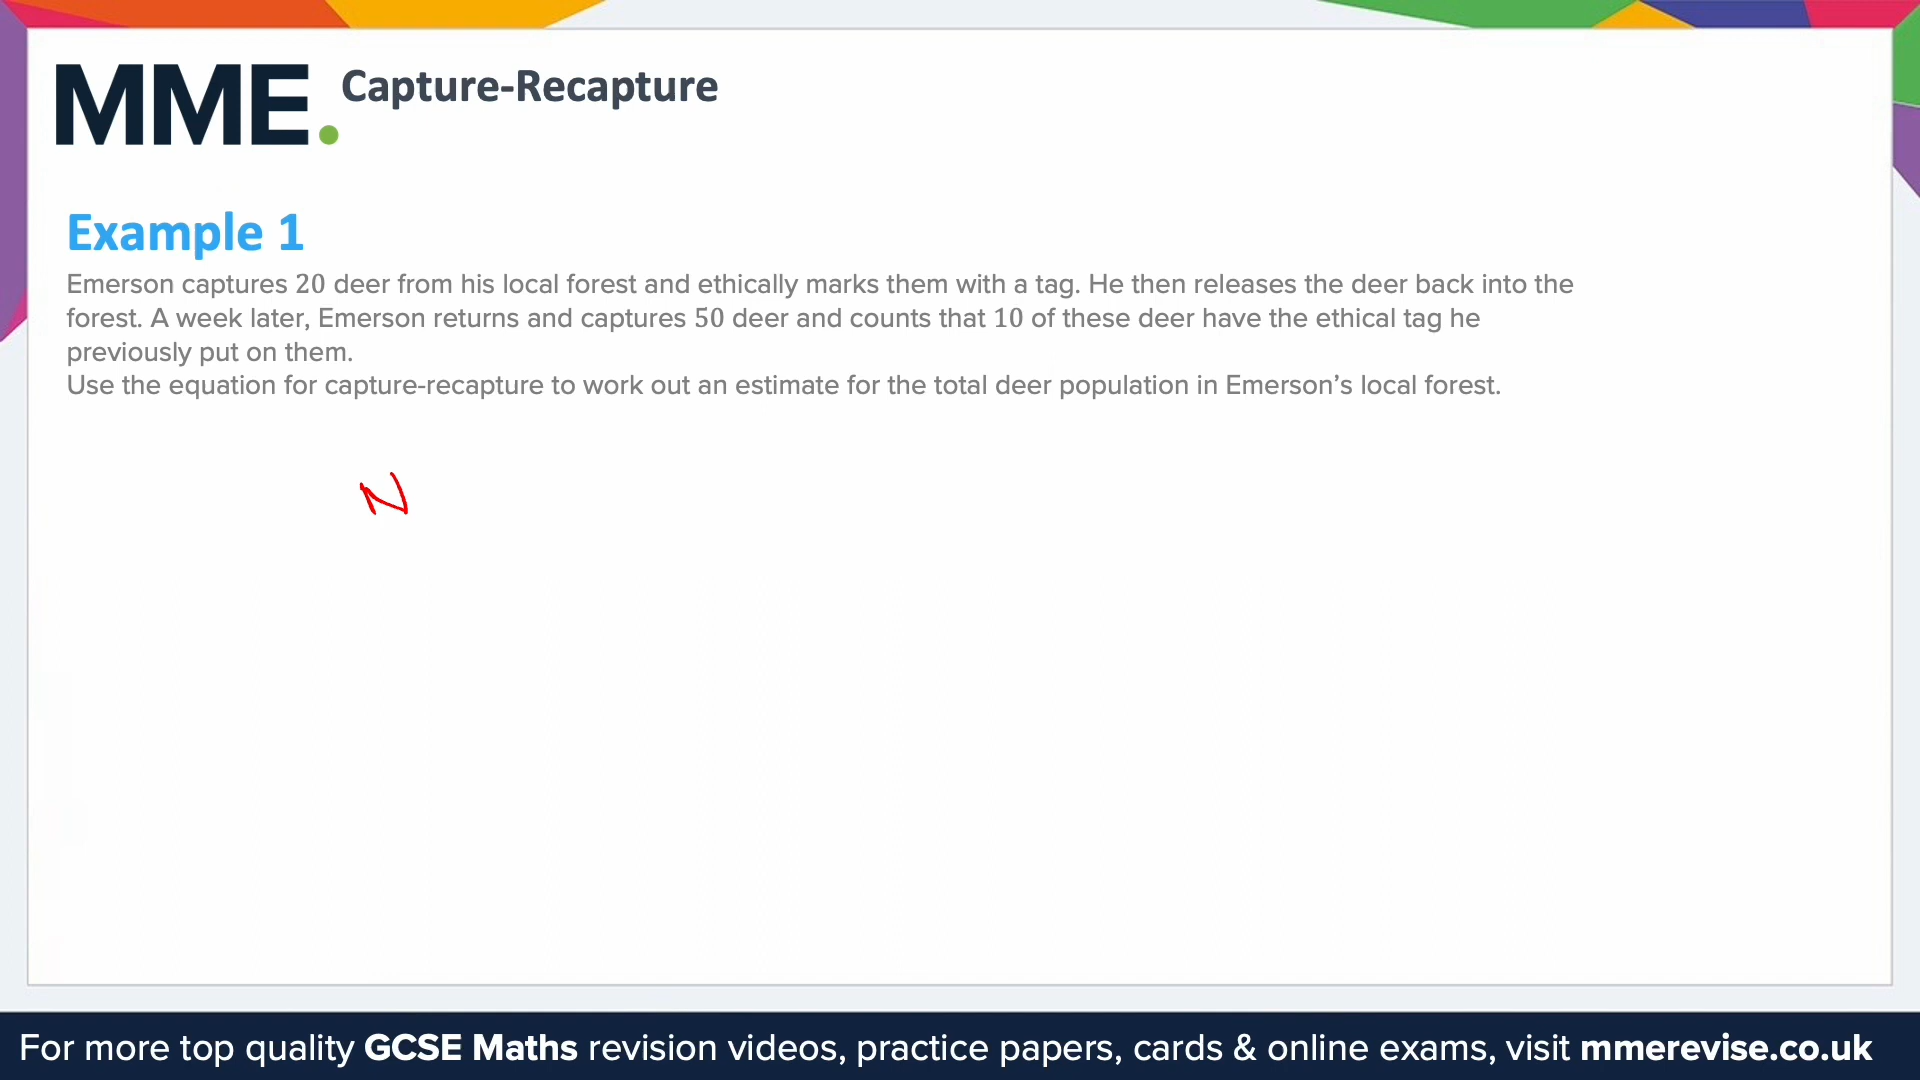 MME.
Capture-Recapture
Example 1
Emerson captures 20 deer from his local forest and ethically marks them with a tag. He then releases the deer back into the
forest. A week later, Emerson returns and captures 50 deer and counts that 10 of these deer have the ethical tag he
previously put on them.
Use the equation for capture-recapture to work out an estimate for the total deer population in Emerson’s local forest.
N
For more top quality GCSE Maths revision videos, practice papers, cards & online exams, visit mmerevise.co.uk